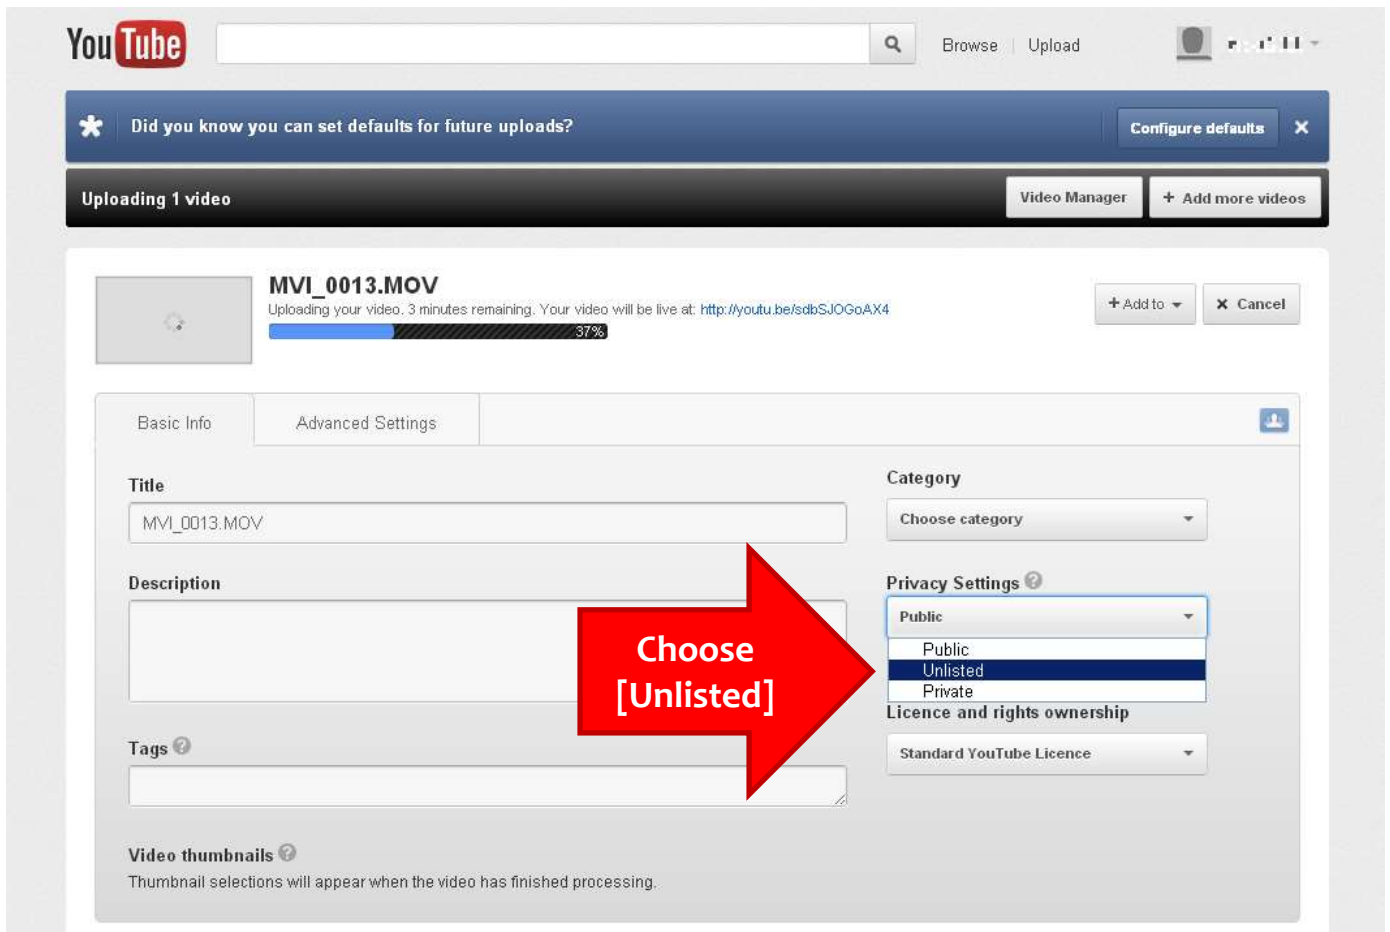 YouTube
Browse
Upload
Did you know you can set defaults for future uploads?
Configure defaults
Uploading 1 video
Video Manager
+ Add more videos
MVI_0013.MOV
Uploading your video. 3 minutes remaining. Your video will be live at: http://youtu.be/sdbSJOGoAX4
37%
+ Add to
x Cancel
Basic Info
Advanced Settings
Title
MVI_0013.MOV
Category
Choose category
Description
Privacy Settings ?
Public
Public
Unlisted
Private
Choose
[Unlisted]
Licence and rights ownership
Standard YouTube Licence
Tags ?
Video thumbnails ?
Thumbnail selections will appear when the video has finished processing.